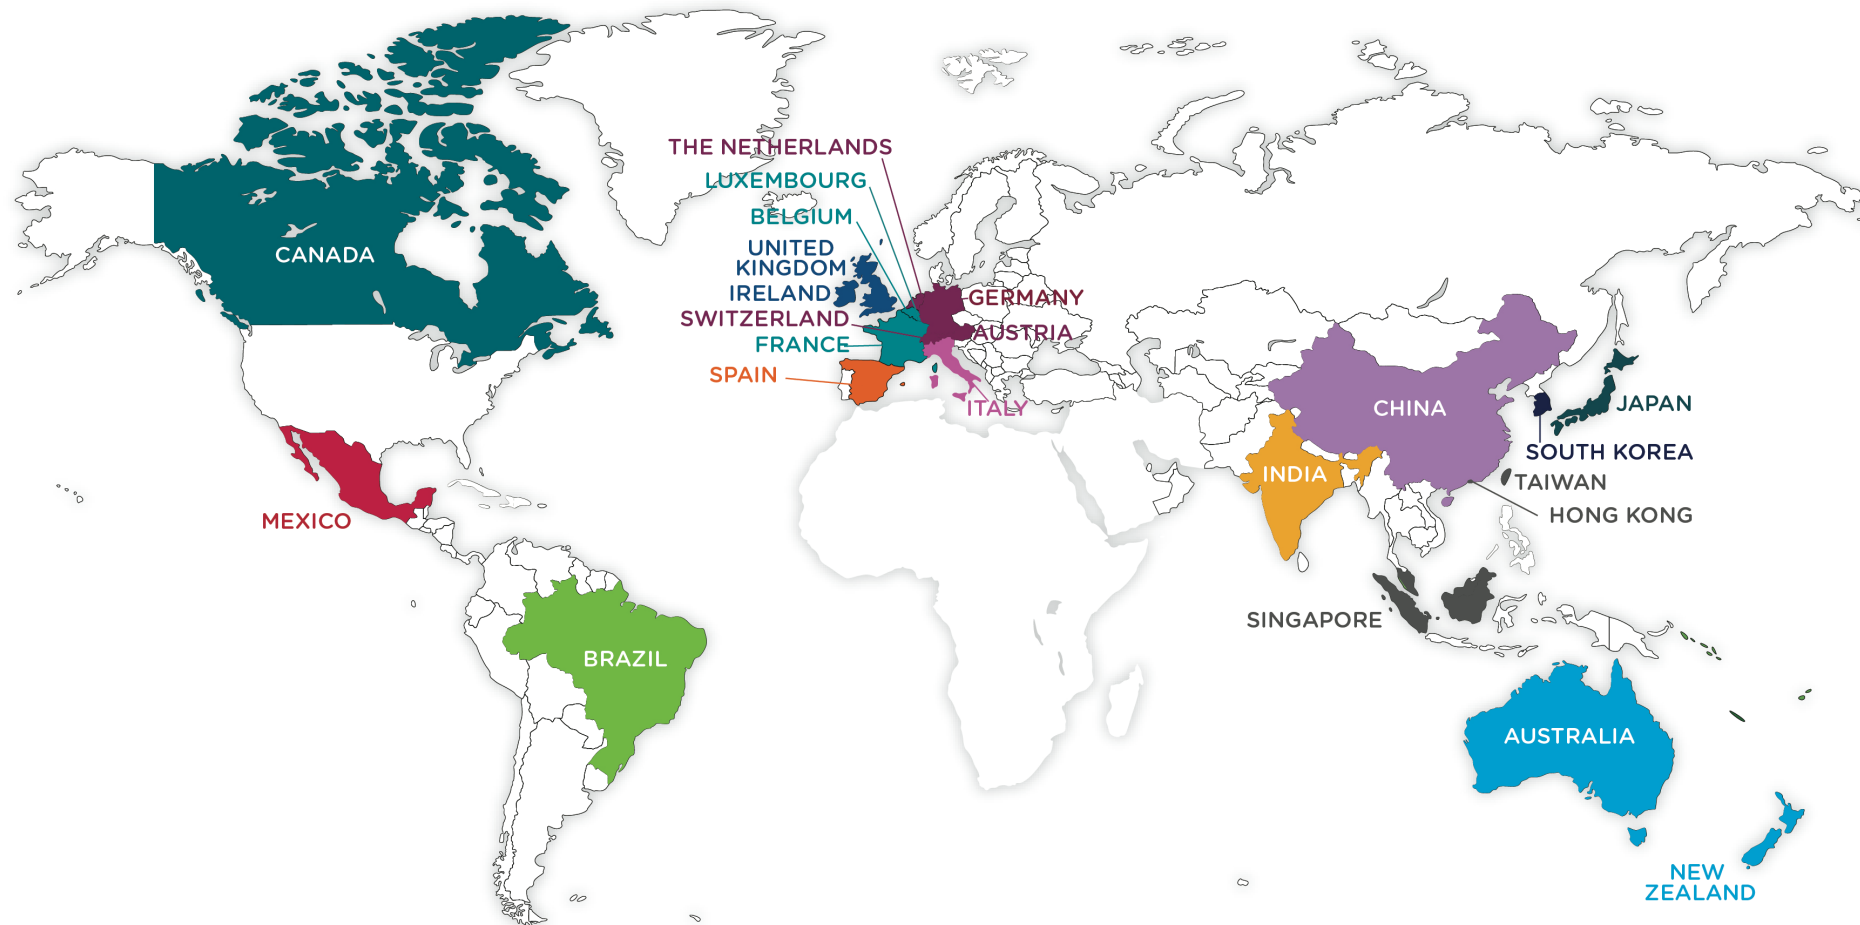 THE NETHERLANDS
LUXEMBOURG
BELGIUM
UNITED
KINGDOM
IRELAND
SWITZERLAND
FRANCE
SPAIN
GERMANY
AUSTRIA
ITALY
CANADA
MEXICO
BRAZIL
CHINA
JAPAN
SOUTH KOREA
INDIA
TAIWAN
HONG KONG
SINGAPORE
AUSTRALIA
NEW
ZEALAND